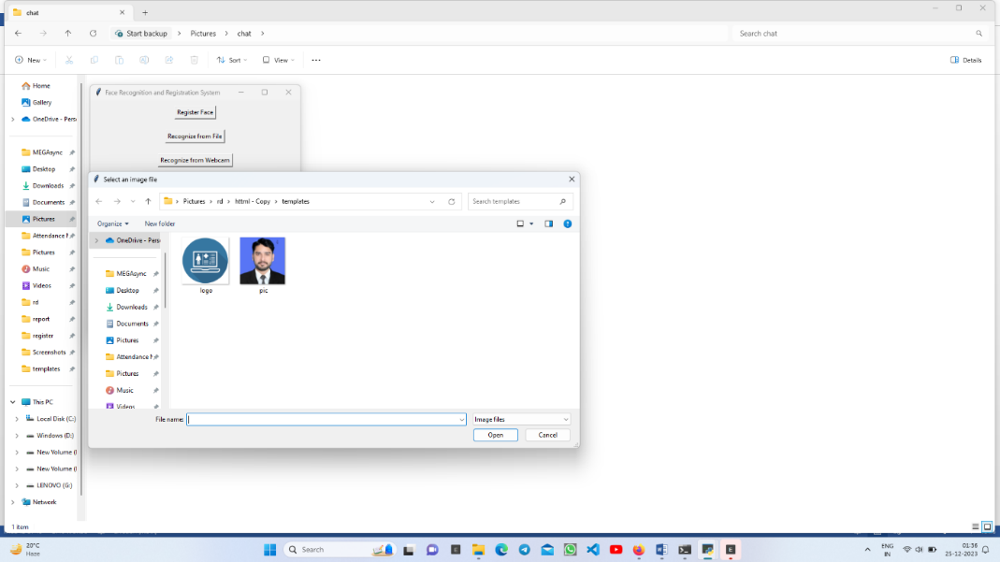 chat
Start backup > Pictures > chat >
Search chat
New
Sort
View
Details
Home
Gallery
OneDrive - Pers
MEGAsync
Desktop
Downloads
Documents
Pictures
Attendance
Pictures
Music
Videos
rd
report
register
Screenshots
templates
This PC
Local Disk (C:)
Windows (D:)
New Volume (
New Volume (
LENOVO (G:)
Network
1 item
Face Recognition and Registration System
Register Face
Recognize from File
Recognize from Webcam
Select an image file
Pictures > rd > html - Copy > templates
Search templates
Organize
New folder
OneDrive - Pers
MEGAsync
Desktop
Downloads
Documents
Pictures
Attendance
Pictures
Music
Videos
logo
pic
File name:
Image files
Open
Cancel
20°C
Haze
Search
ENG
IN
01:56
25-12-2023